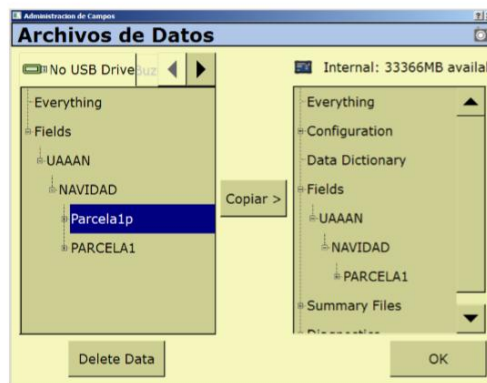 Administracion de Campos
Archivos de Datos
No USB Drive
Internal: 33366MB availa
Everything
Fields
UAAAN
NAVIDAD
Parcela1p
PARCELA1
Copiar >
Everything
Configuration
Data Dictionary
Fields
UAAAN
NAVIDAD
PARCELA1
Summary Files
Delete Data
OK